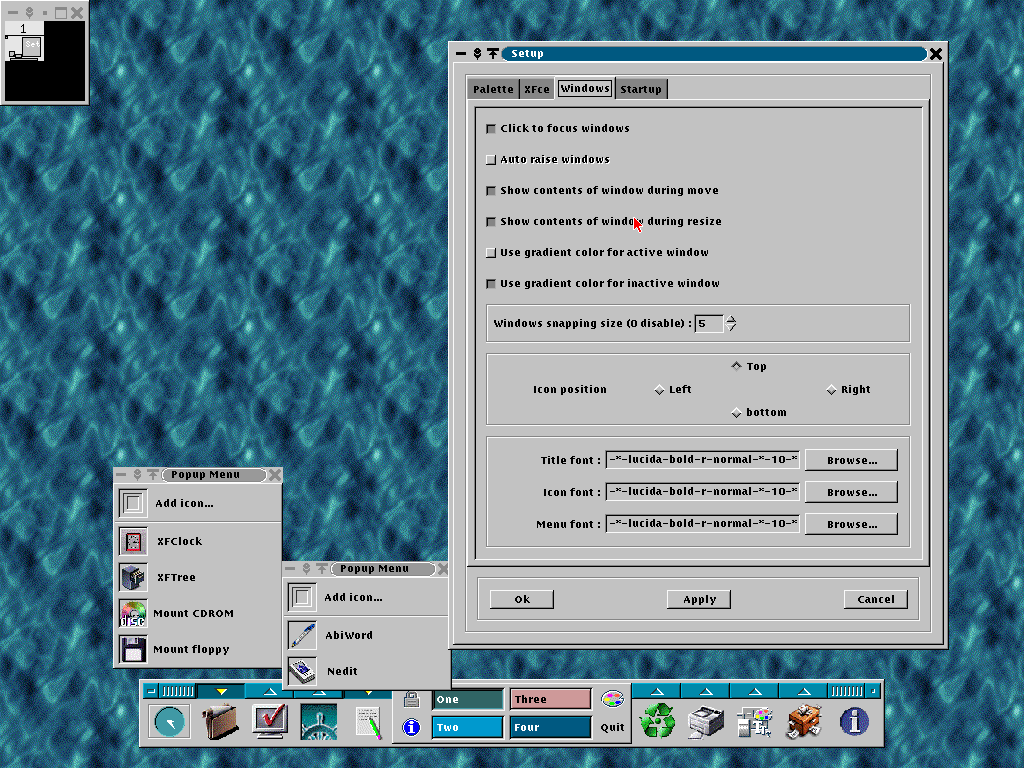 1
Set
Setup
Palette XFce Windows Startup
Click to focus windows
Auto raise windows
Show contents of window during move
Show contents of window during resize
Use gradient color for active window
Use gradient color for inactive window
Windows snapping size (0 disable) : 5
Top
Icon position Left Right
bottom
Title font : -*-lucida-bold-r-normal-*-10-* Browse...
Icon font : -*-lucida-bold-r-normal-*-10-* Browse...
Menu font : -*-lucida-bold-r-normal-*-10-* Browse...
Ok Apply Cancel
Popup Menu
Add icon...
XFClock
XFTree
Mount CDROM
Mount floppy
Popup Menu
Add icon...
AbiWord
Nedit
One Three
Two Four Quit